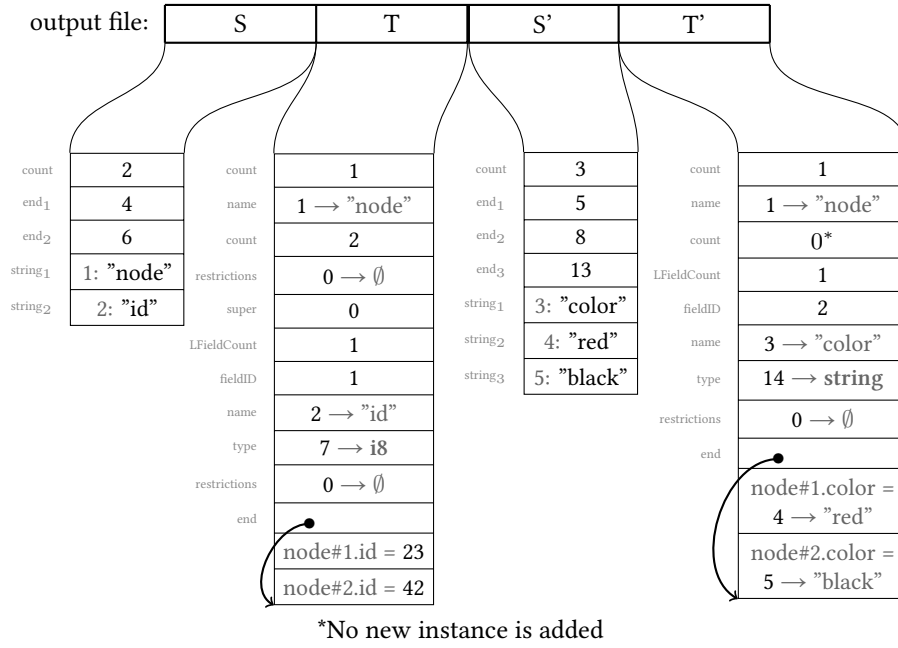 output file: S T S’ T’
count 2
end1 4
end2 6
string1 1: ”node”
string2 2: ”id”
count 1
name 1 → ”node”
count 2
restrictions 0 → ∅
super 0
LFieldCount 1
fieldID 1
name 2 → ”id”
type 7 → i8
restrictions 0 → ∅
end
node#1.id = 23
node#2.id = 42
count 3
end1 5
end2 8
end3 13
string1 3: ”color”
string2 4: ”red”
string3 5: ”black”
count 1
name 1 → ”node”
count 0*
LFieldCount 1
fieldID 2
name 3 → ”color”
type 14 → string
restrictions 0 → ∅
end
node#1.color =
4 → ”red”
node#2.color =
5 → ”black”
*No new instance is added